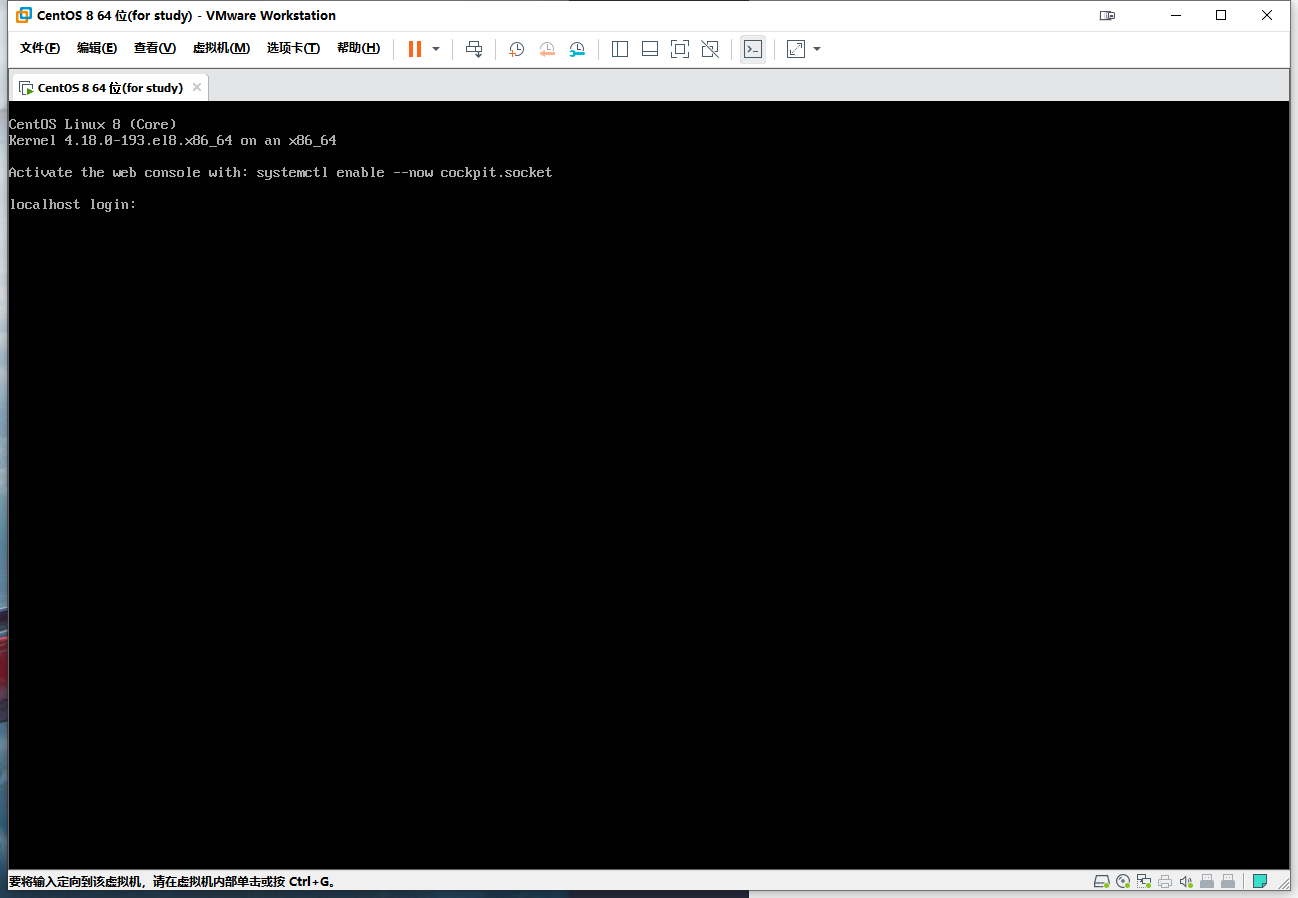 CentOS 8 64 位(for study) - VMware Workstation
文件(F) 编辑(E) 查看(V) 虚拟机(M) 选项卡(T) 帮助(H)
CentOS 8 64 位(for study)
CentOS Linux 8 (Core)
Kernel 4.18.0-193.el8.x86_64 on an x86_64
Activate the web console with: systemctl enable --now cockpit.socket
localhost login:
要将输入定向到该虚拟机，请在虚拟机内部单击或按 Ctrl+G。